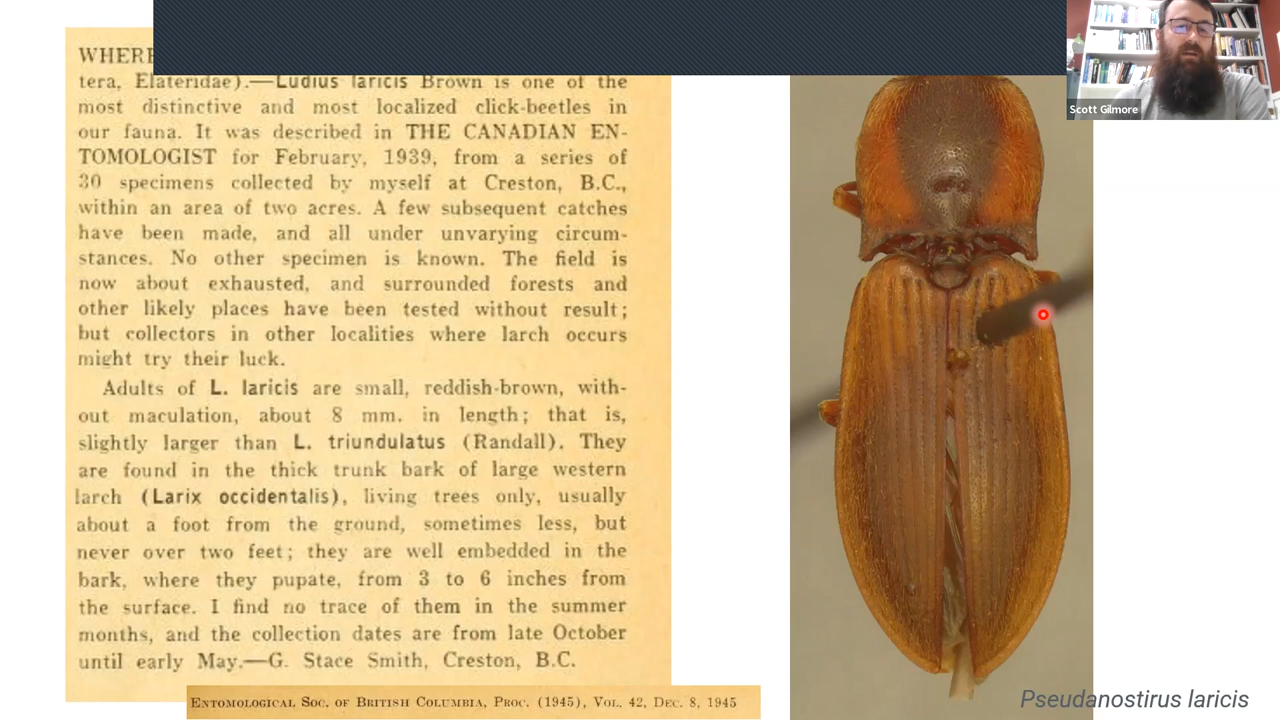 WHERE
tera, Elateridae).—Ludius laricis Brown is one of the
most distinctive and most localized click-beetles in
our fauna. It was described in THE CANADIAN EN-
TOMOLOGIST for February, 1939, from a series of
30 specimens collected by myself at Creston, B.C.,
within an area of two acres. A few subsequent catches
have been made, and all under unvarying circum-
stances. No other specimen is known. The field is
now about exhausted, and surrounded forests and
other likely places have been tested without result;
but collectors in other localities where larch occurs
might try their luck.
Adults of L. laricis are small, reddish-brown, with-
out maculation, about 8 mm. in length; that is,
slightly larger than L. triundulatus (Randall). They
are found in the thick trunk bark of large western
larch (Larix occidentalis), living trees only, usually
about a foot from the ground, sometimes less, but
never over two feet; they are well embedded in the
bark, where they pupate, from 3 to 6 inches from
the surface. I find no trace of them in the summer
months, and the collection dates are from late October
until early May.—G. Stace Smith, Creston, B.C.
Entomological Soc. of British Columbia, Proc. (1945), Vol. 42, Dec. 8, 1945
Scott Gilmore
Pseudanostirus laricis